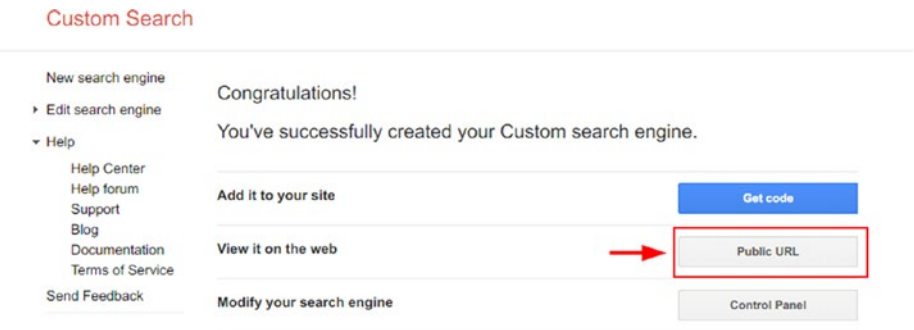 Custom Search
New search engine
Edit search engine
Help
Help Center
Help forum
Support
Blog
Documentation
Terms of Service
Send Feedback
Congratulations!
You've successfully created your Custom search engine.
Add it to your site
Get code
View it on the web
Public URL
Modify your search engine
Control Panel